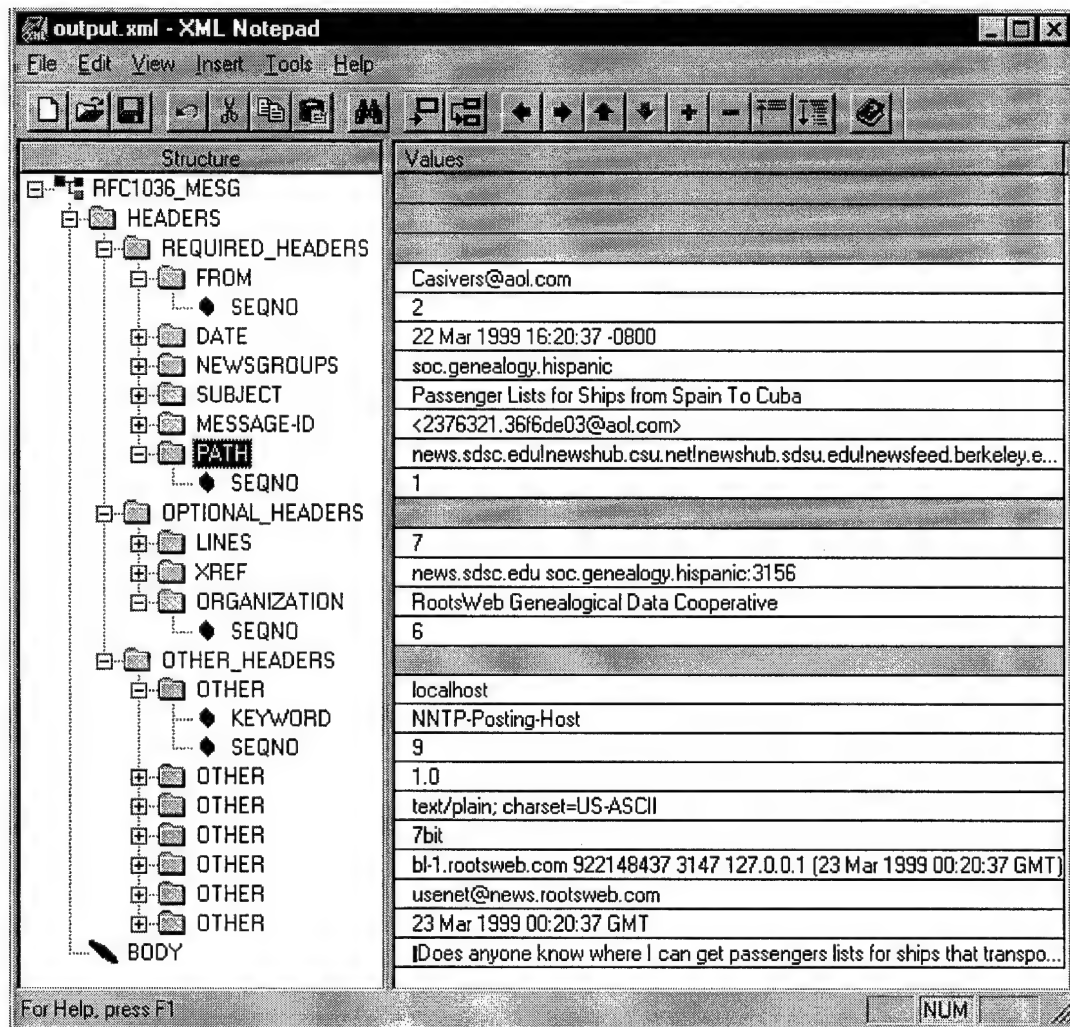 output.xml - XML Notepad
File Edit View Insert Tools Help
Structure Values
RFC1036_MESG
HEADERS
REQUIRED_HEADERS
FROM Casivers@aol.com
SEQNO 2
DATE 22 Mar 1999 16:20:37 -0800
NEWSGROUPS soc.genealogy.hispanic
SUBJECT Passenger Lists for Ships from Spain To Cuba
MESSAGE-ID <2376321.36f6de03@aol.com>
PATH news.sdsc.edu!newshub.csu.net!newshub.sdsu.edu!newsfeed.berkeley.e...
SEQNO 1
OPTIONAL_HEADERS
LINES 7
XREF news.sdsc.edu soc.genealogy.hispanic:3156
ORGANIZATION RootsWeb Genealogical Data Cooperative
SEQNO 6
OTHER_HEADERS
OTHER localhost
KEYWORD NNTP-Posting-Host
SEQNO 9
OTHER 1.0
OTHER text/plain; charset=US-ASCII
OTHER 7bit
OTHER bl-1.rootsweb.com 922148437 3147 127.0.0.1 (23 Mar 1999 00:20:37 GMT)
OTHER usenet@news.rootsweb.com
OTHER 23 Mar 1999 00:20:37 GMT
BODY Does anyone know where I can get passengers lists for ships that transpo...
For Help, press F1 NUM